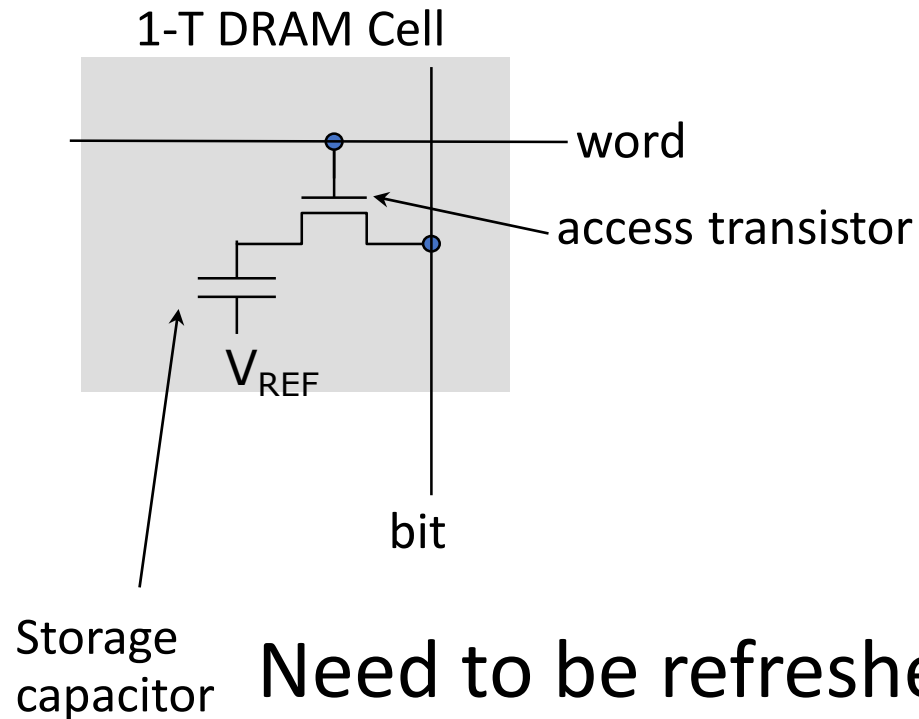 1-T DRAM Cell
word
access transistor
V_REF
bit
Storage
capacitor
Need to be refreshe